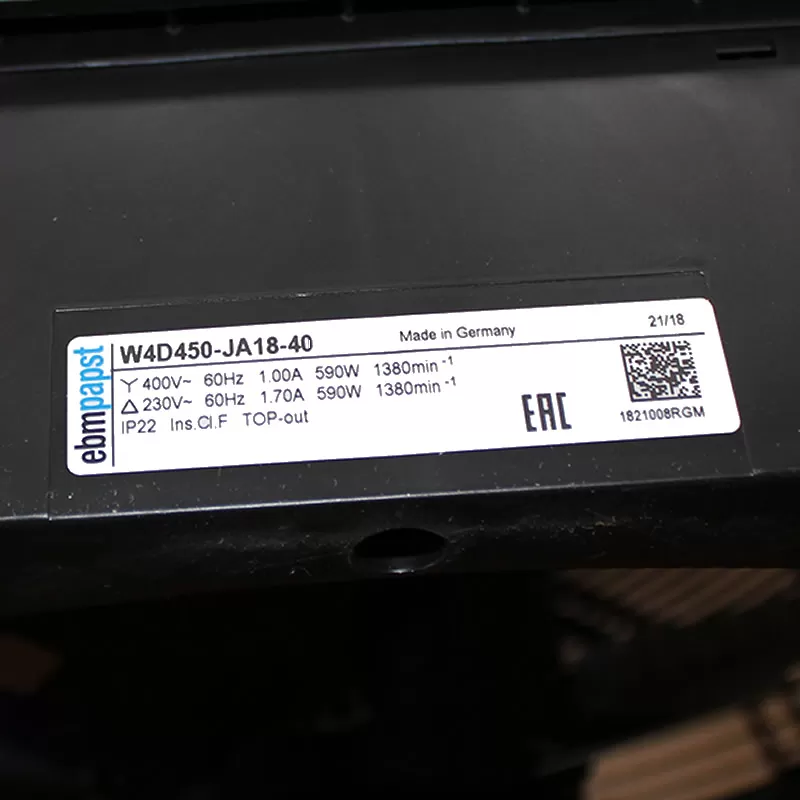 ebmpapst
W4D450-JA18-40
Made in Germany
21/18
Y 400V~ 60Hz 1.00A 590W 1380min⁻¹
△ 230V~ 60Hz 1.70A 590W 1380min⁻¹
IP22 Ins.Cl.F TOP-out
EAC
1821008RGM